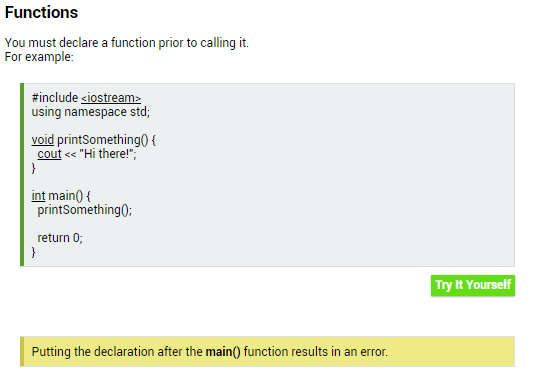 Functions
You must declare a function prior to calling it.
For example:
#include <iostream>
using namespace std;
void printSomething() {
cout << "Hi there!";
}
int main() {
printSomething();
return 0;
}
Try It Yourself
Putting the declaration after the main() function results in an error.